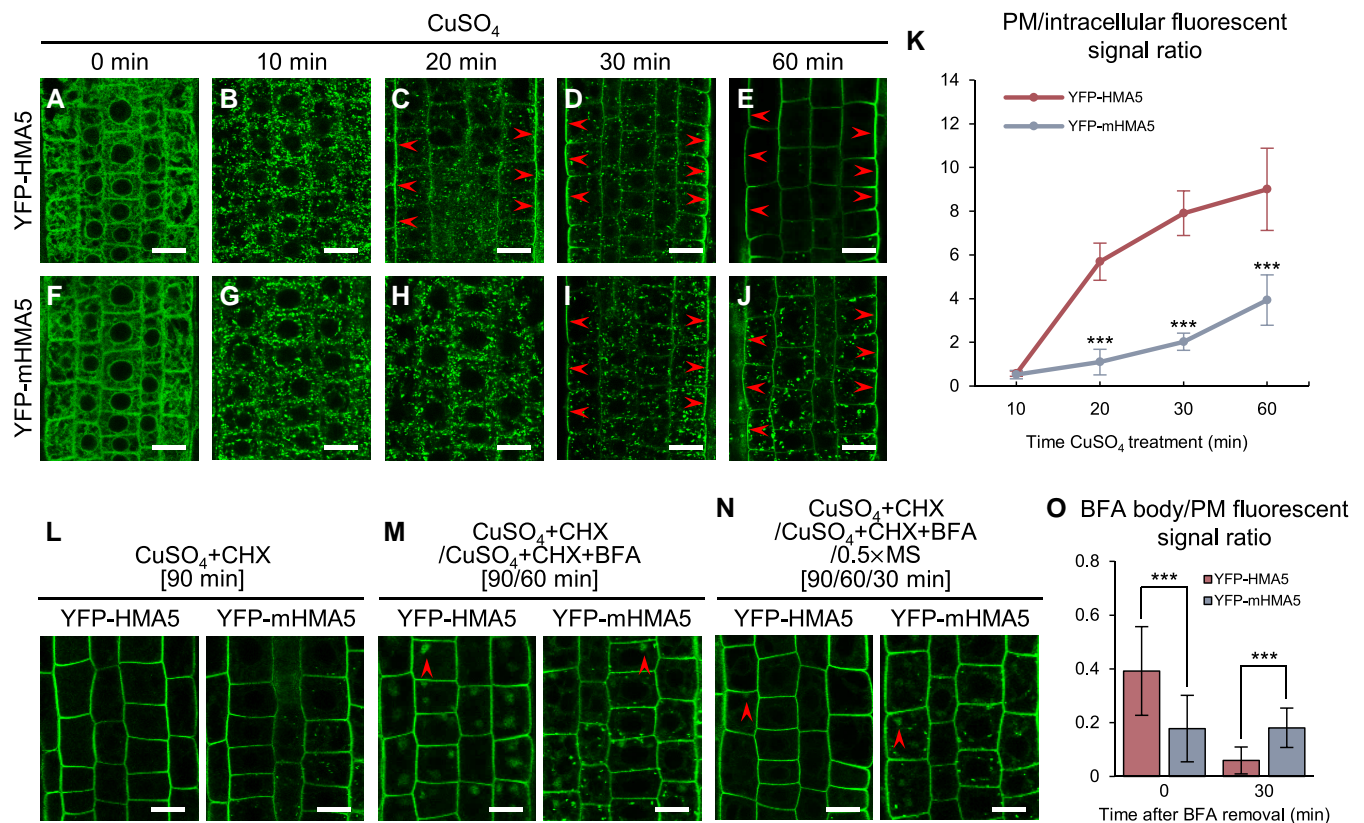 CuSO₄
0 min 10 min 20 min 30 min 60 min
YFP-HMA5
A B C D E
YFP-mHMA5
F G H I J
K PM/intracellular fluorescent
signal ratio
YFP-HMA5
YFP-mHMA5
14
12
10
8
6
4
2
0
***
***
***
10 20 30 60
Time CuSO₄ treatment (min)
L
CuSO₄+CHX
[90 min]
YFP-HMA5 YFP-mHMA5
M
CuSO₄+CHX
/CuSO₄+CHX+BFA
[90/60 min]
YFP-HMA5 YFP-mHMA5
N
CuSO₄+CHX
/CuSO₄+CHX+BFA
/0.5×MS
[90/60/30 min]
YFP-HMA5 YFP-mHMA5
O BFA body/PM fluorescent
signal ratio
YFP-HMA5
YFP-mHMA5
0.8
0.6
0.4
0.2
0
***
***
0 30
Time after BFA removal (min)